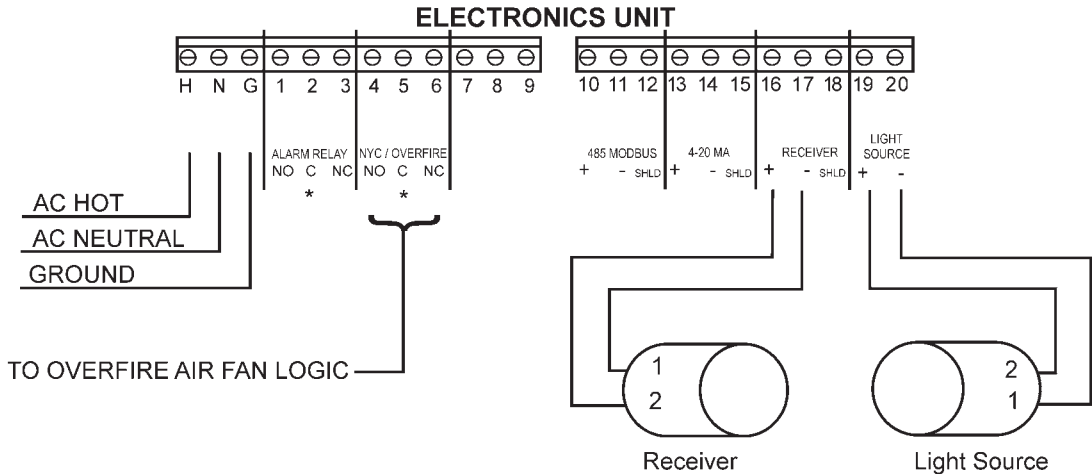 ELECTRONICS UNIT
H N G 1 2 3 4 5 6 7 8 9 10 11 12 13 14 15 16 17 18 19 20
ALARM RELAY NYC / OVERFIRE 485 MODBUS 4-20 MA RECEIVER LIGHT SOURCE
NO C NC NO C NC + - SHLD + - SHLD + - SHLD + -
* *
AC HOT
AC NEUTRAL
GROUND
TO OVERFIRE AIR FAN LOGIC
1 2
2 1
Receiver Light Source